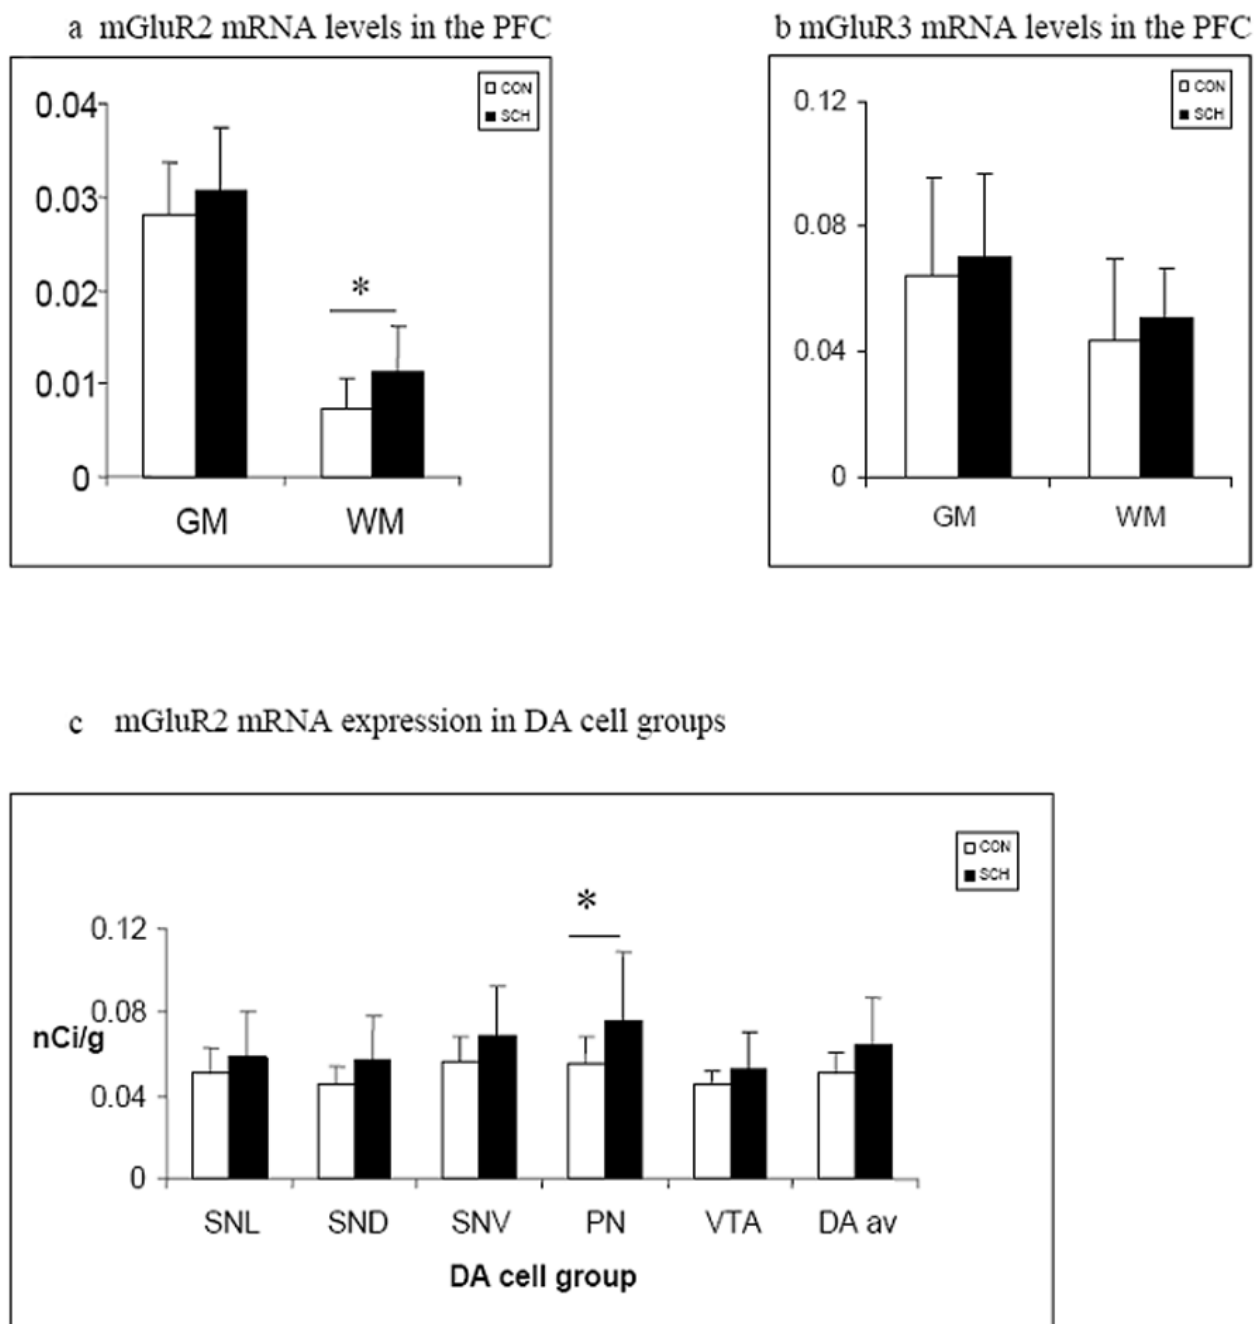 a mGluR2 mRNA levels in the PFC
CON
SCH
0.04
0.03
0.02
0.01
0
*
GM WM
b mGluR3 mRNA levels in the PFC
CON
SCH
0.12
0.08
0.04
0
GM WM
c mGluR2 mRNA expression in DA cell groups
CON
SCH
*
0.12
0.08
nCi/g
0.04
0
SNL SND SNV PN VTA DA av
DA cell group